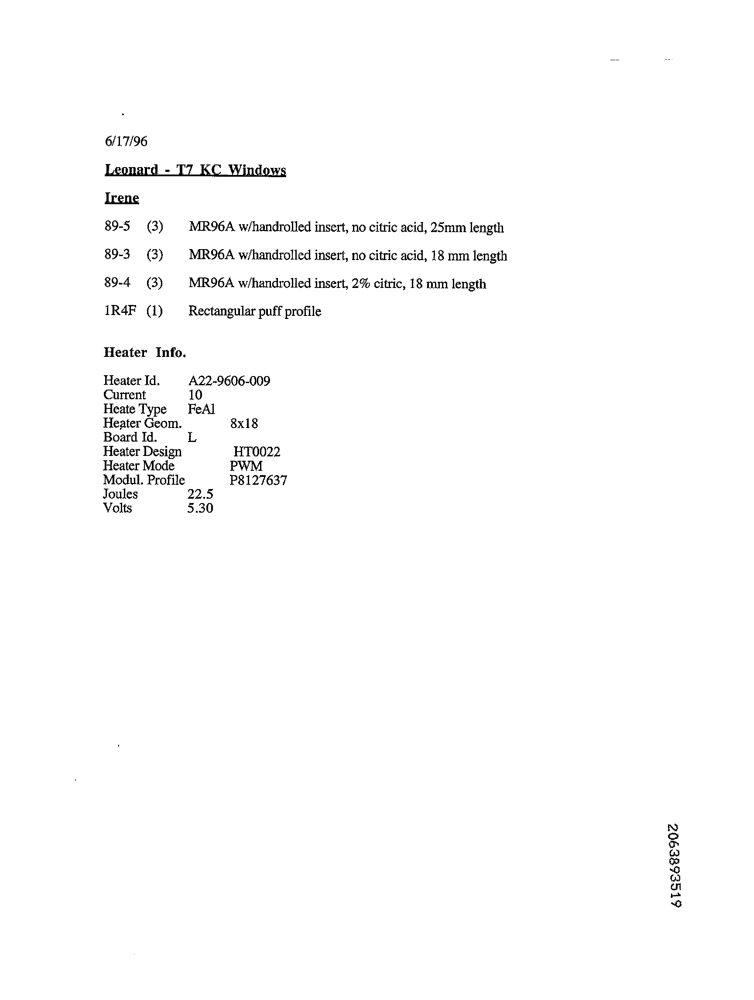 6/17/96
Leonard - T7 KC Windows
Irene
89-5 (3) MR96A w/handrolled insert, no citric acid, 25mm length
89-3 (3) MR96A w/handrolled insert, no citric acid, 18 mm length
89-4 (3) MR96A w/handrolled insert, 2% citric, 18 mm length
1R4F (1) Rectangular puff profile
Heater Info.
Heater Id. A22-9606-009
Current 10
Heate Type FeAl
Heater Geom. 8x18
Board Id. L
Heater Design HT0022
Heater Mode PWM
Modul. Profile P8127637
Joules 22.5
Volts 5.30
2063893519